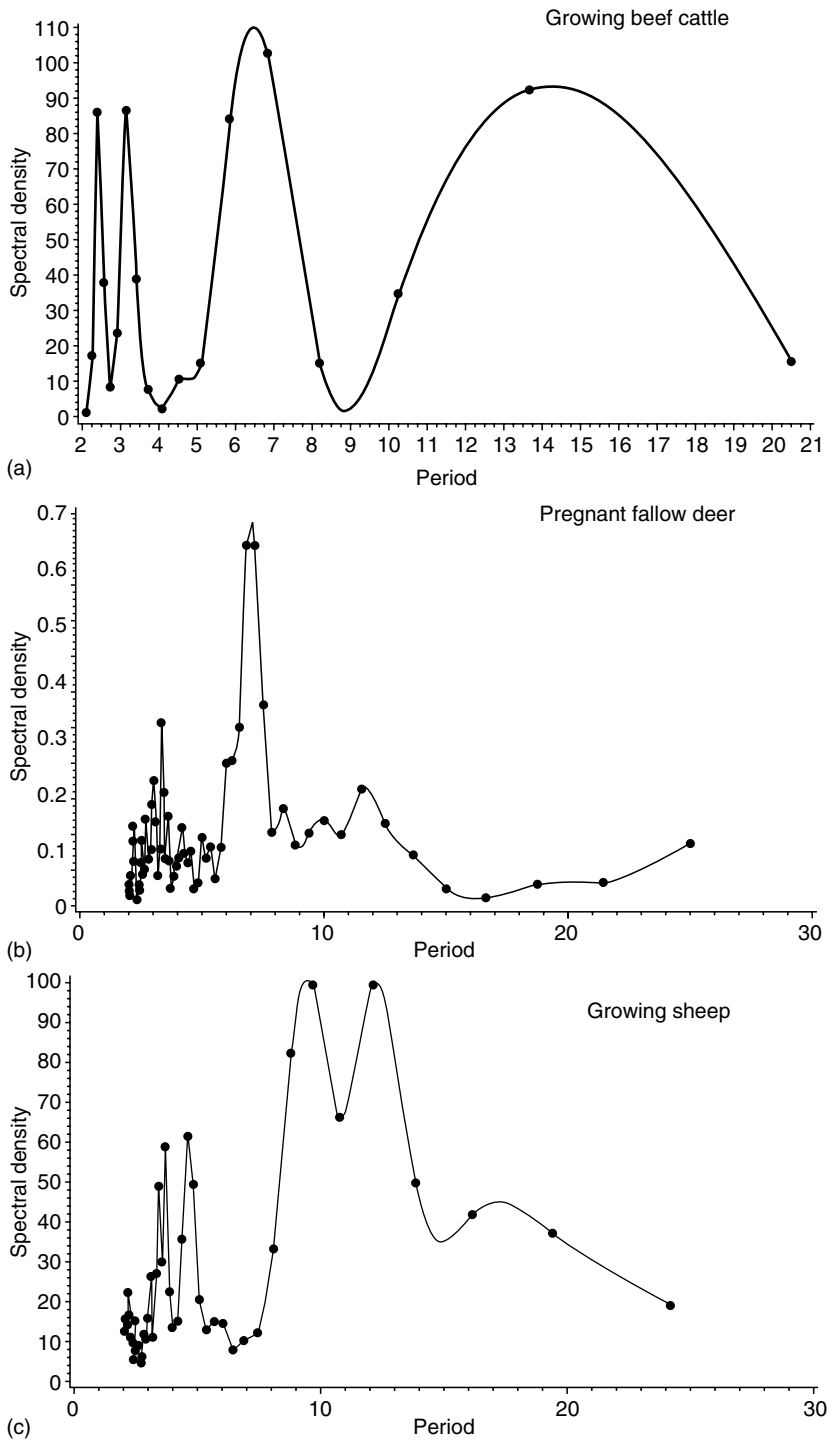 Growing beef cattle
Spectral density
110
100
90
80
70
60
50
40
30
20
10
0
2 3 4 5 6 7 8 9 10 11 12 13 14 15 16 17 18 19 20 21
Period
(a)
Pregnant fallow deer
Spectral density
0.7
0.6
0.5
0.4
0.3
0.2
0.1
0
0 10 20 30
Period
(b)
Growing sheep
Spectral density
100
90
80
70
60
50
40
30
20
10
0
0 10 20 30
Period
(c)